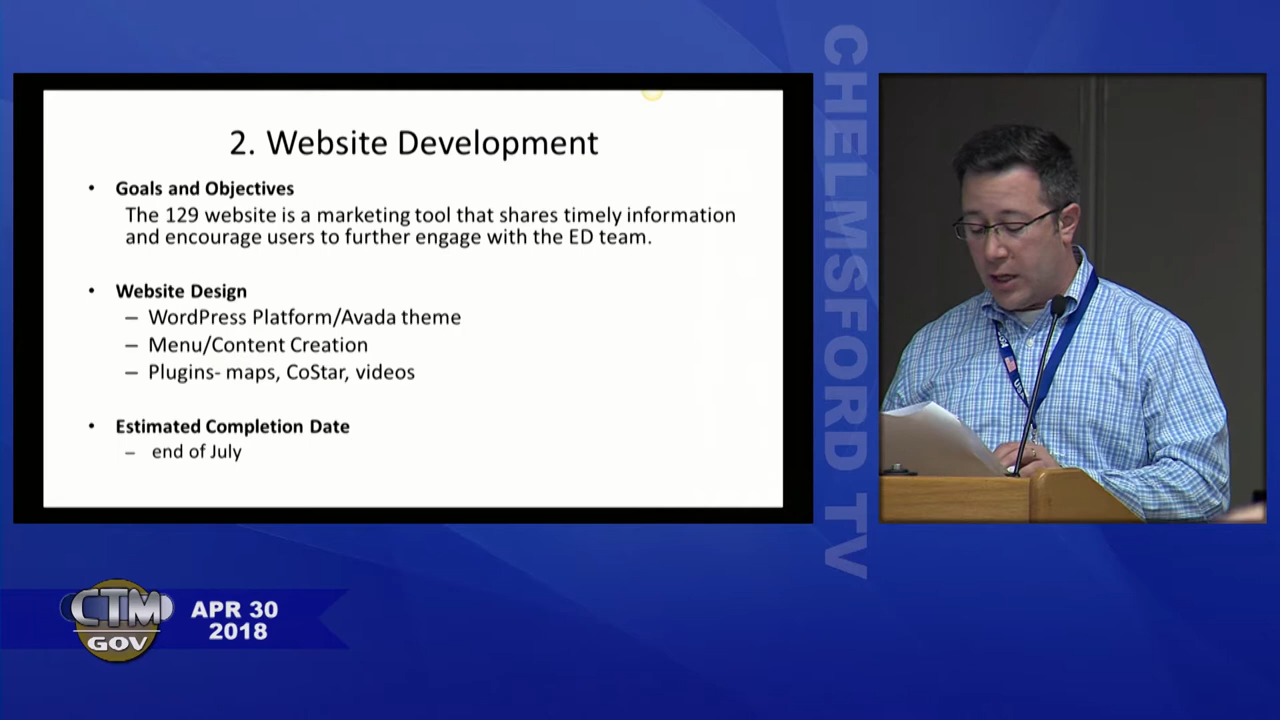 2. Website Development
• Goals and Objectives
The 129 website is a marketing tool that shares timely information
and encourage users to further engage with the ED team.
• Website Design
– WordPress Platform/Avada theme
– Menu/Content Creation
– Plugins- maps, CoStar, videos
• Estimated Completion Date
– end of July
CHELMSFORD TV
CTM
GOV
APR 30
2018